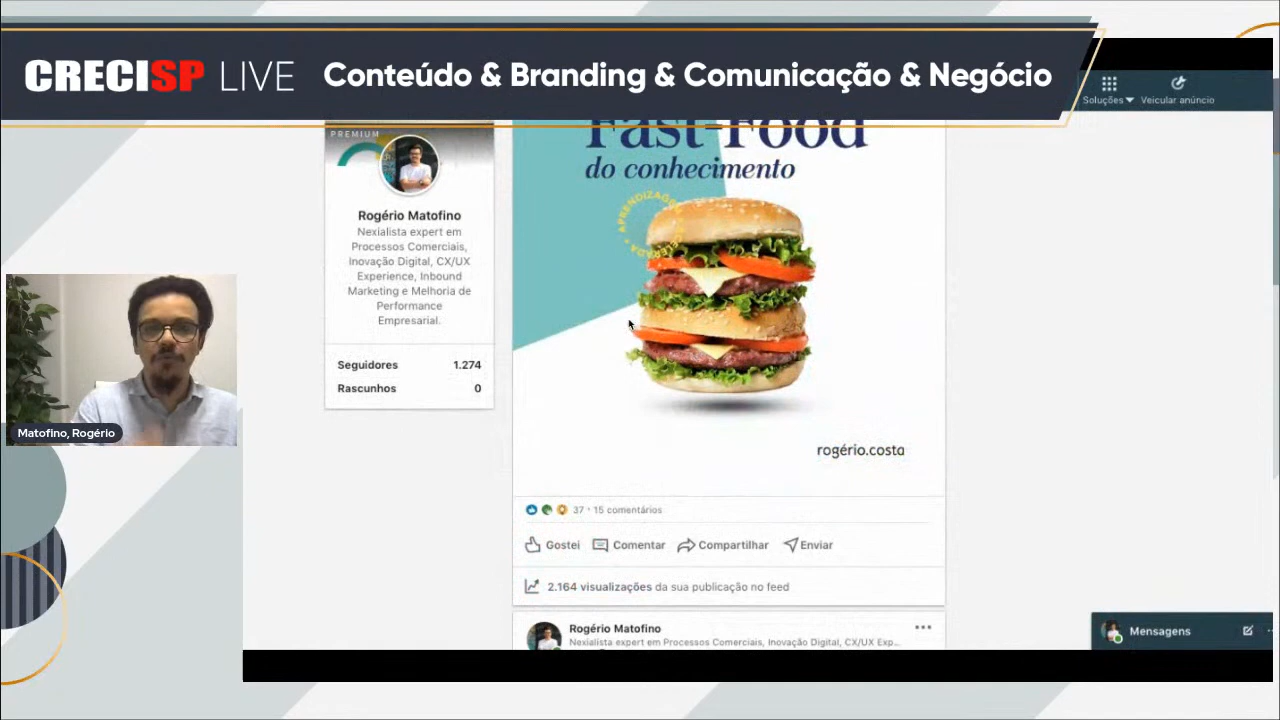 CRECISP LIVE Conteúdo & Branding & Comunicação & Negócio
Soluções Veicular anúncio
PREMIUM
Rogério Matofino
Nexialista expert em
Processos Comerciais,
Inovação Digital, CX/UX
Experience, Inbound
Marketing e Melhoria de
Performance
Empresarial.
Seguidores 1.274
Rascunhos 0
Fast-Food
do conhecimento
APRENDIZAGEM ACELERADA
rogério.costa
37 • 15 comentários
Gostei Comentar Compartilhar Enviar
2.164 visualizações da sua publicação no feed
Rogério Matofino
Nexialista expert em Processos Comerciais, Inovação Digital, CX/UX Exp...
Matofino, Rogério
Mensagens